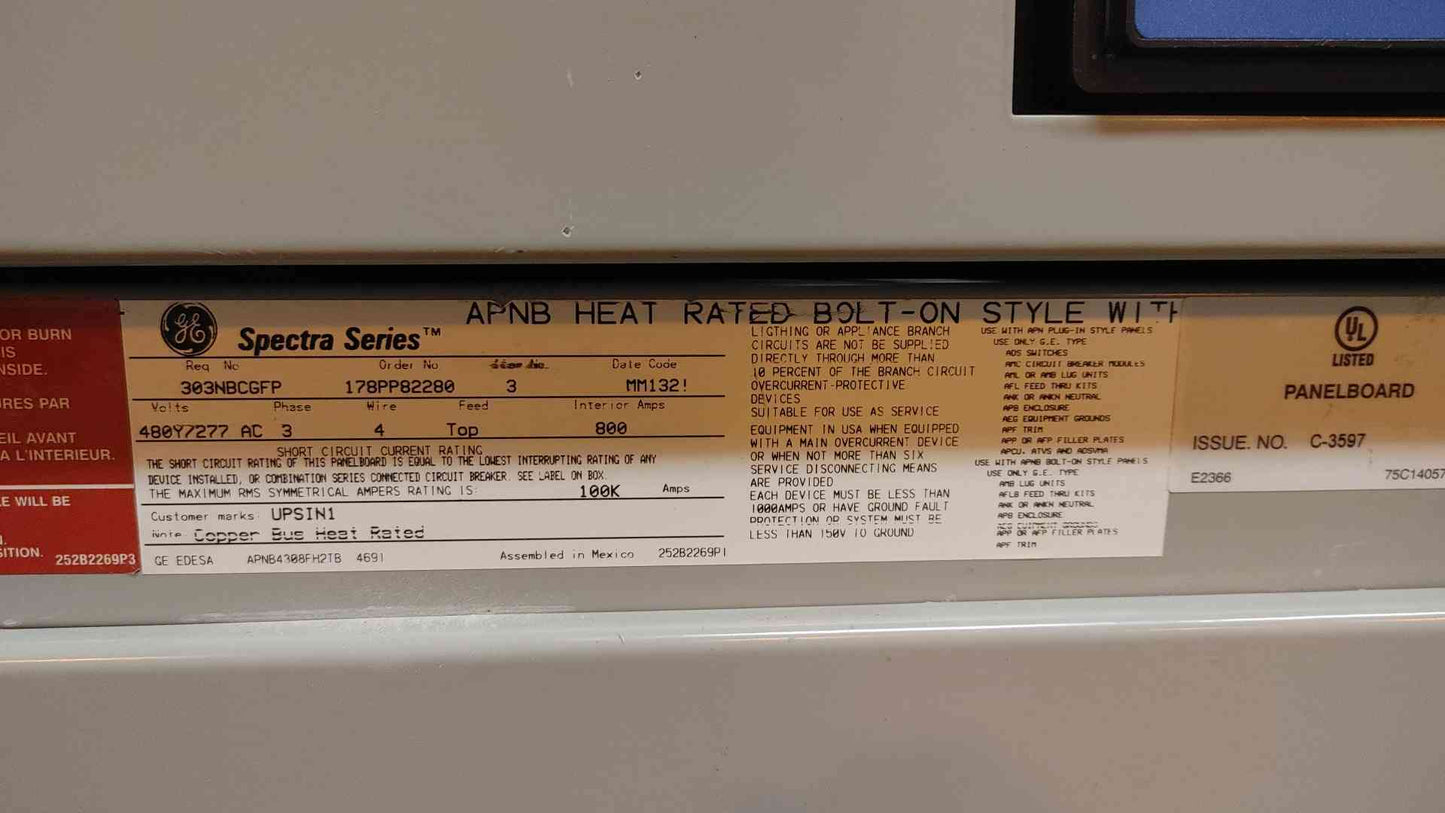 OR BURN
IS
NSIDE.
RES PAR
EIL AVANT
A L'INTERIEUR.
E WILL BE
SITION.
252B2269P3
GE
Spectra Series™
APNB HEAT RATED BOLT-ON STYLE WITH
Req No Order No Date Code
303NBCGFP 178PP82280 3 MM132!
Volts Phase Wire Feed Interior Amps
480Y/277 AC 3 4 Top 800
SHORT CIRCUIT CURRENT RATING
THE SHORT CIRCUIT RATING OF THIS PANELBOARD IS EQUAL TO THE LOWEST INTERRUPTING RATING OF ANY
DEVICE INSTALLED, OR COMBINATION SERIES CONNECTED CIRCUIT BREAKER. SEE LABEL ON BOX.
THE MAXIMUM RMS SYMMETRICAL AMPERS RATING IS: 100K Amps
Customer marks: UPSIN1
Note: Copper Bus Heat Rated
GE EDESA APNB4308FH2TB 4691 Assembled in Mexico 252B2269P1
LIGTHING OR APPLIANCE BRANCH
CIRCUITS ARE NOT SUPPLIED
DIRECTLY THROUGH MORE THAN
10 PERCENT OF THE BRANCH CIRCUIT
OVERCURRENT-PROTECTIVE
DEVICES
SUITABLE FOR USE AS SERVICE
EQUIPMENT IN USA WHEN EQUIPPED
WITH A MAIN OVERCURRENT DEVICE
OR WHEN NOT MORE THAN SIX
SERVICE DISCONNECTING MEANS
ARE PROVIDED
EACH DEVICE MUST BE LESS THAN
1000AMPS OR HAVE GROUND FAULT
PROTECTION OR SYSTEM MUST BE
LESS THAN 150V TO GROUND
USE WITH APN PLUG-IN STYLE PANELS
USE ONLY G.E. TYPE
ADS SWITCHES
AMC CIRCUIT BREAKER MODULES
AML OR AMB LUG UNITS
AFL FEED THRU KITS
ANK OR ANKN NEUTRAL
APB ENCLOSURE
AEG EQUIPMENT GROUNDS
APF TRIM
APP OR AFP FILLER PLATES
APCU. ATVS AND ADSVMA
USE WITH APNB BOLT-ON STYLE PANELS
USE ONLY G.E. TYPE
AMB LUG UNITS
AFLB FEED THRU KITS
ANK OR ANKN NEUTRAL
APB ENCLOSURE
AEG EQUIPMENT GROUNDS
APP OR AFP FILLER PLATES
APF TRIM
UL
LISTED
PANELBOARD
ISSUE. NO. C-3597
E2366 75C14057